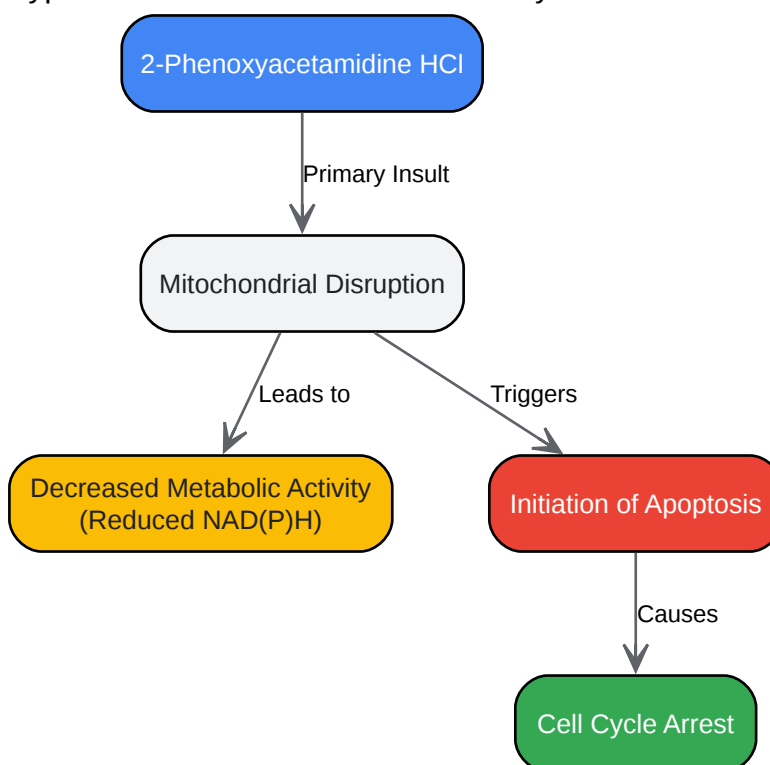 2-Phenoxyacetamidine HCl
Primary Insult
Mitochondrial Disruption
Leads to
Triggers
Decreased Metabolic Activity
(Reduced NAD(P)H)
Initiation of Apoptosis
Causes
Cell Cycle Arrest